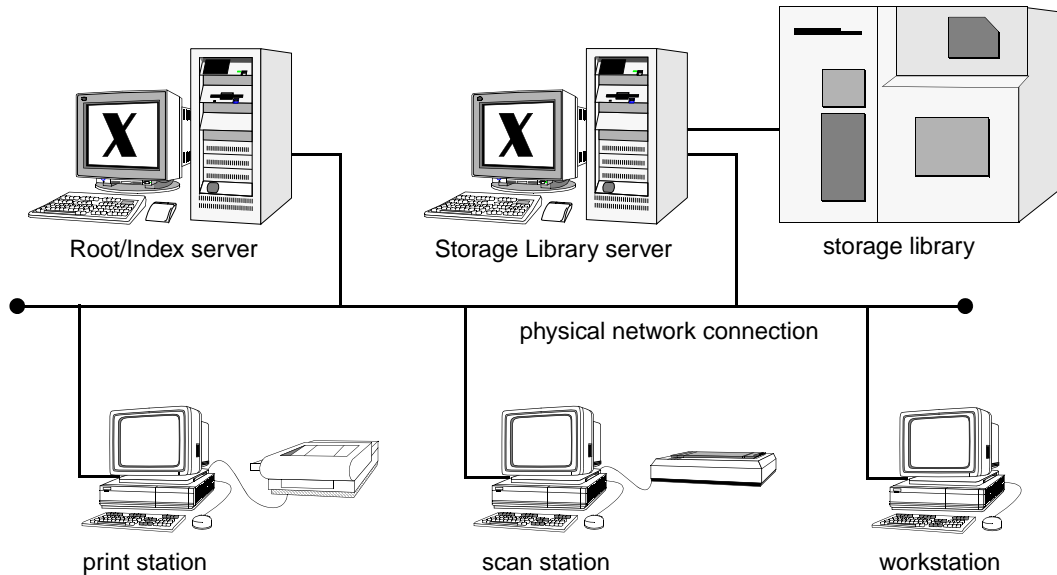 X
X
Root/Index server
Storage Library server
storage library
physical network connection
print station
scan station
workstation